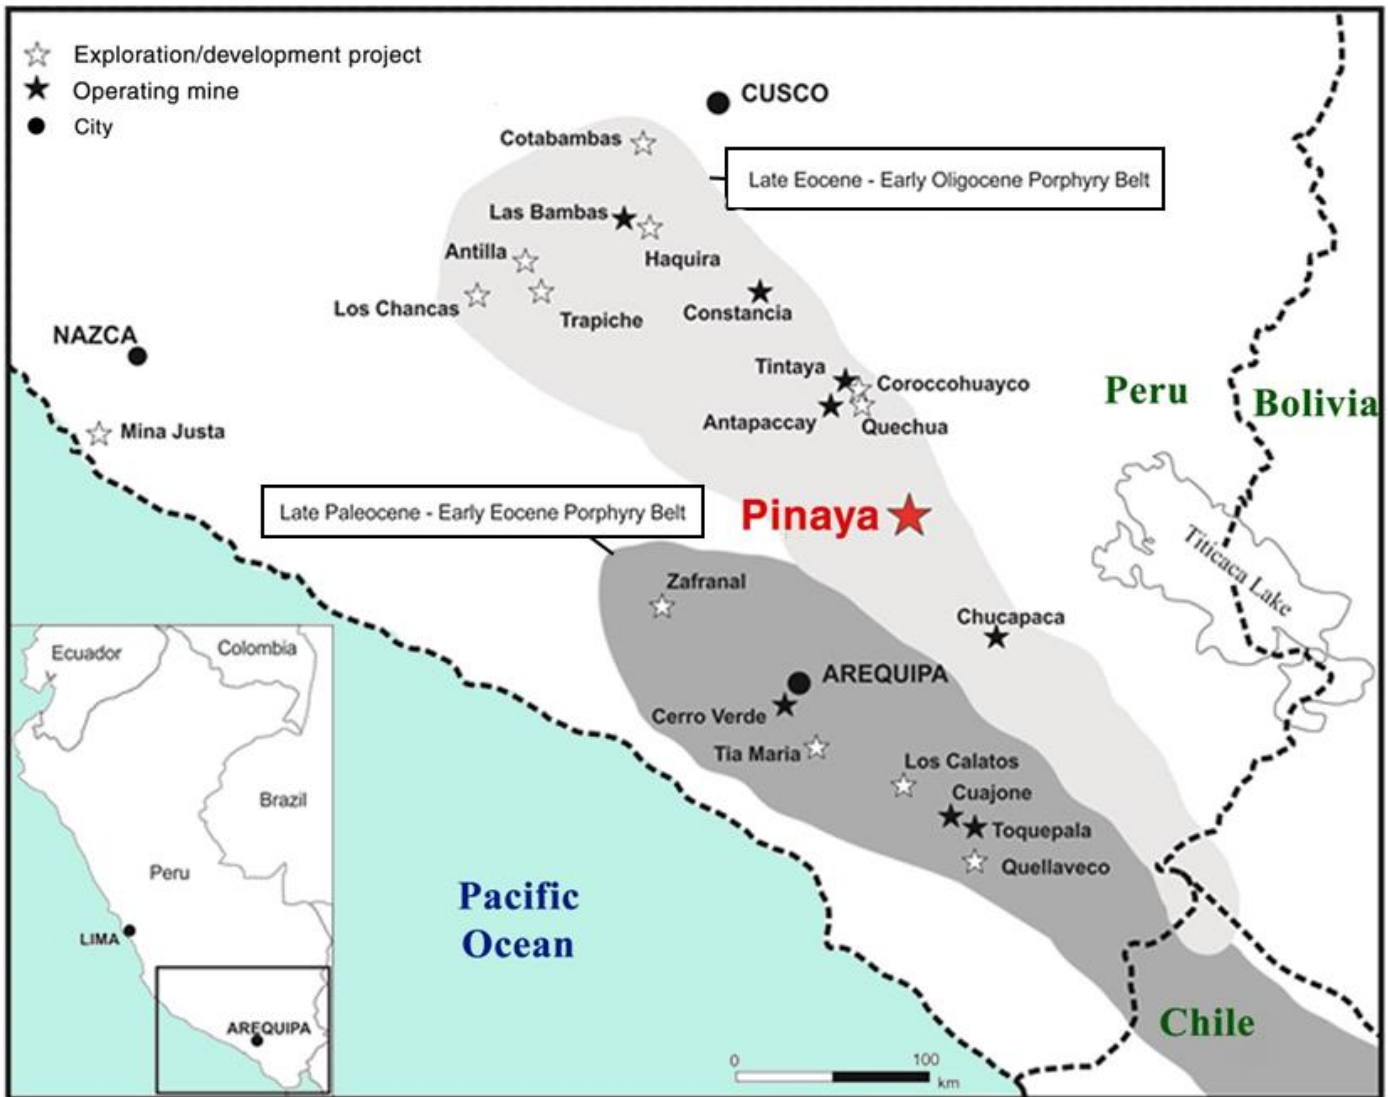 Exploration/development project
Operating mine
City
CUSCO
Cotabambas
Late Eocene - Early Oligocene Porphyry Belt
Las Bambas
Haquira
Antilla
Los Chancas
Trapiche
Constancia
NAZCA
Tintaya
Coroccohuayco
Antapaccay
Quechua
Peru
Bolivia
Mina Justa
Late Paleocene - Early Eocene Porphyry Belt
Pinaya
Titicaca Lake
Zafranal
Chucapaca
AREQUIPA
Cerro Verde
Tia Maria
Los Calatos
Cuajone
Toquepala
Quellaveco
Ecuador
Colombia
Brazil
Peru
LIMA
AREQUIPA
Pacific
Ocean
Chile
0 100
km